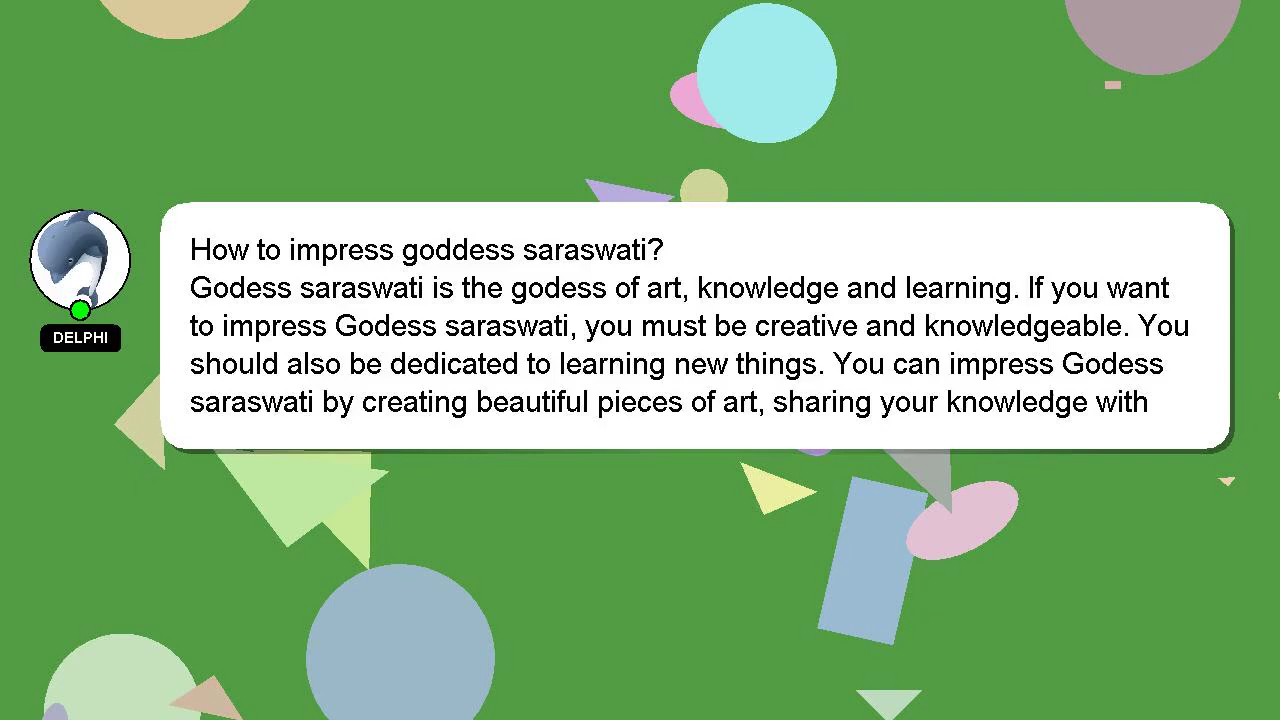 How to impress goddess saraswati?
Godess saraswati is the godess of art, knowledge and learning. If you want
to impress Godess saraswati, you must be creative and knowledgeable. You
should also be dedicated to learning new things. You can impress Godess
saraswati by creating beautiful pieces of art, sharing your knowledge with
DELPHI